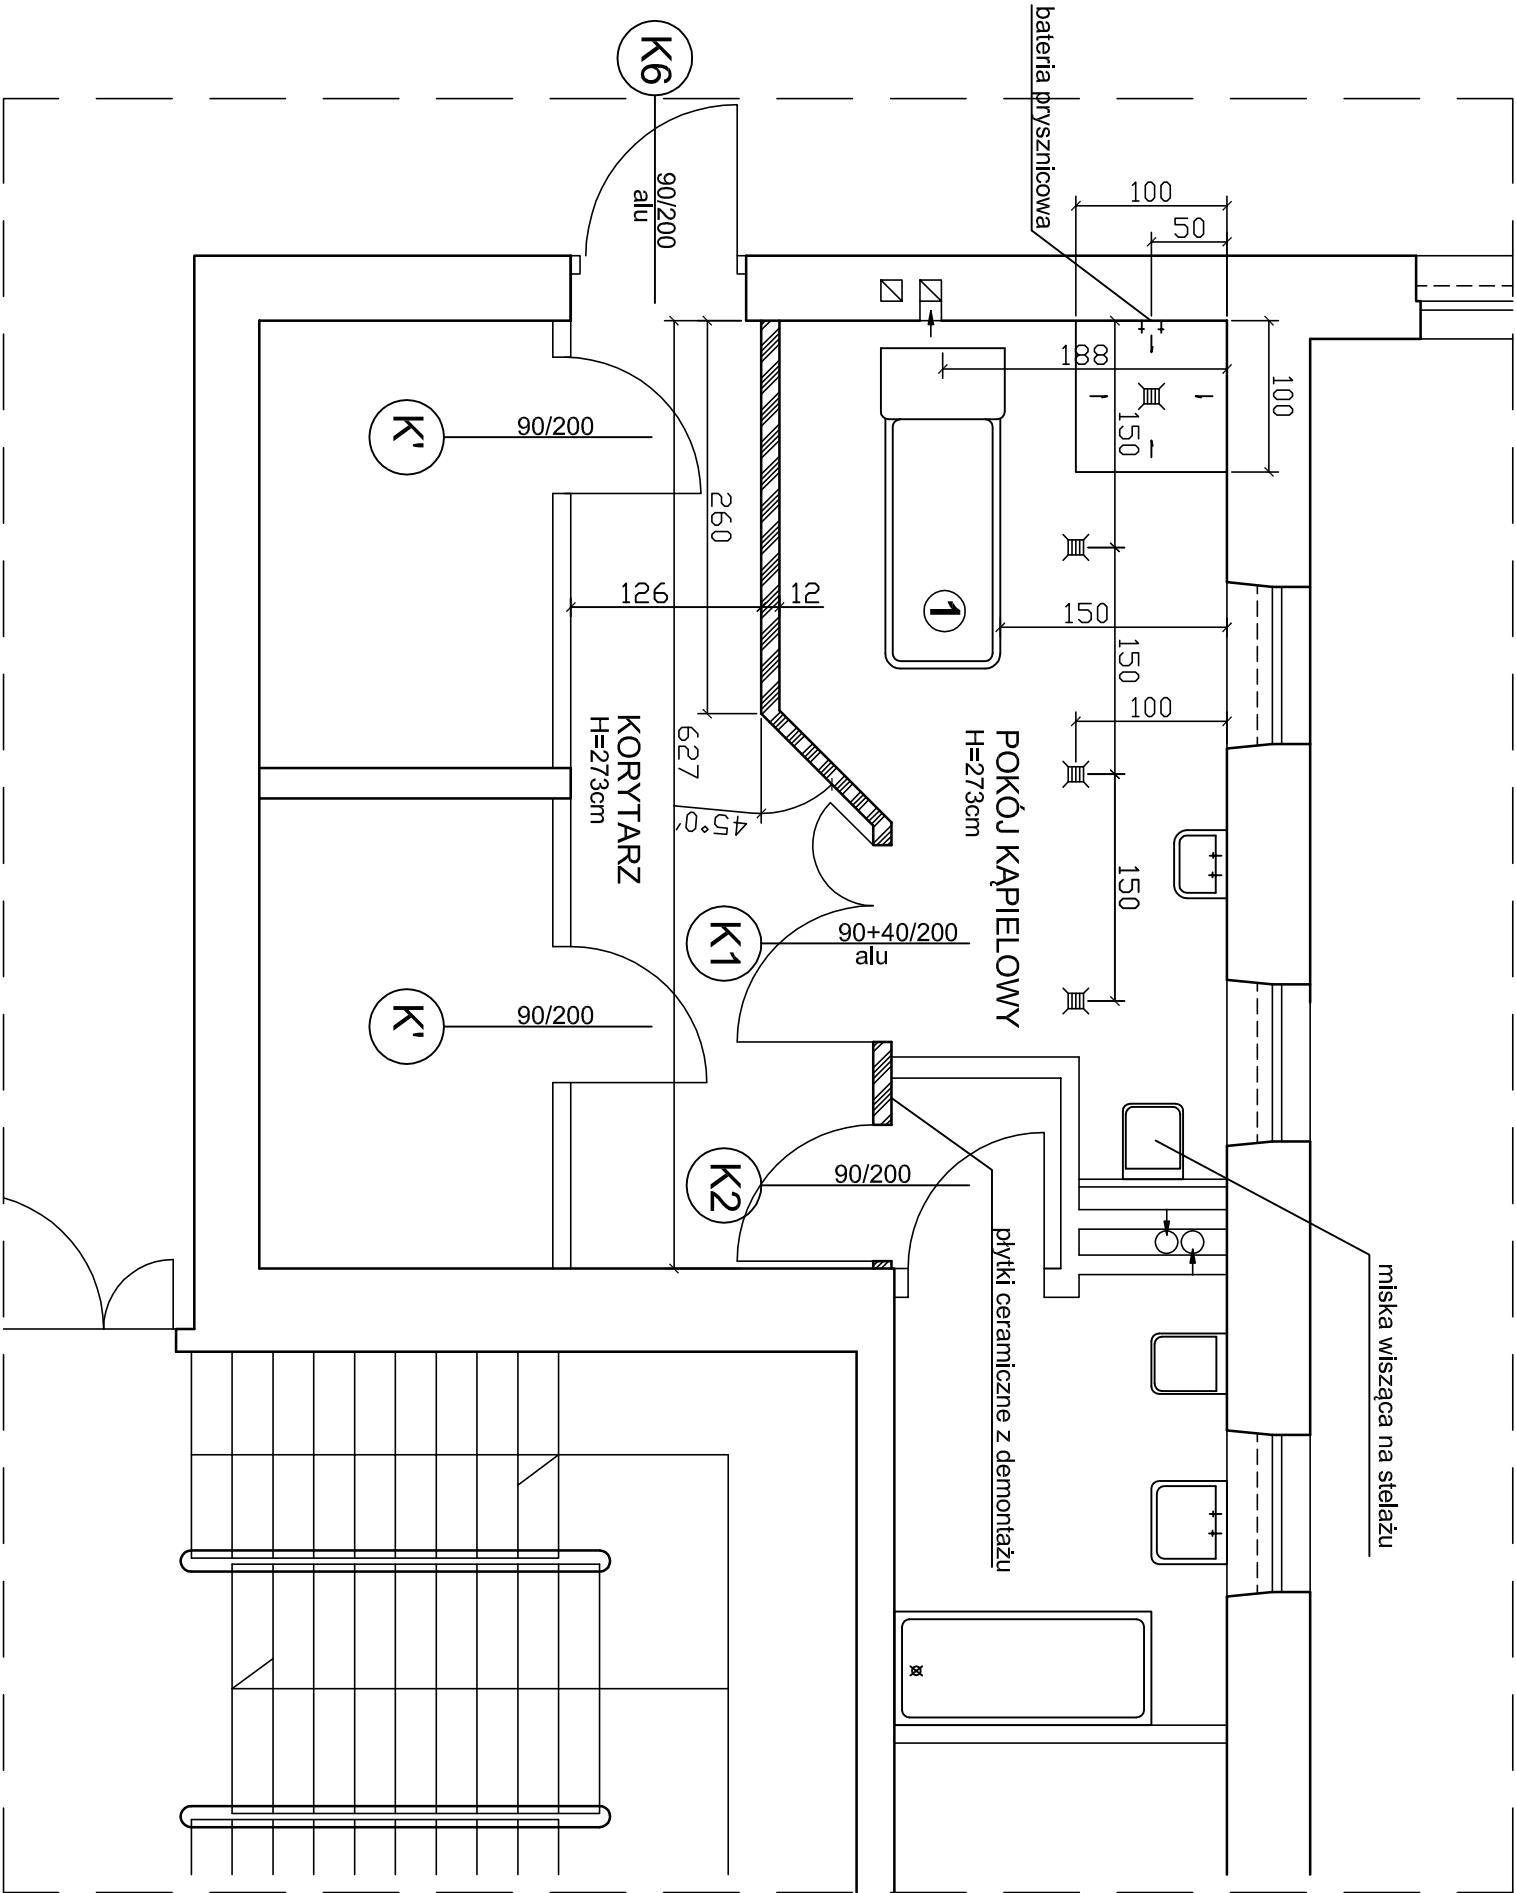 bateria prysznicowa
K6
90/200
alu
100
50
188
100
150
K'
90/200
260
126
12
1
150
150
100
627
45°0'
KORYTARZ
H=273cm
POKÓJ KĄPIELOWY
H=273cm
150
K1
90+40/200
alu
K'
90/200
K2
90/200
płytki ceramiczne z demontażu
miska wisząca na stelażu